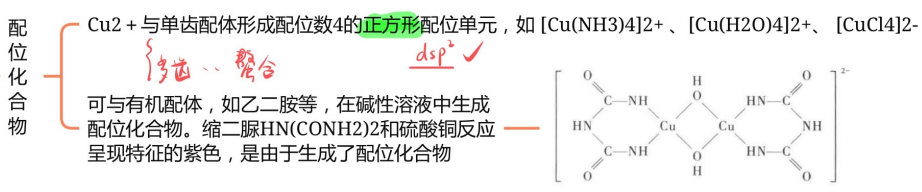 配位化合物
Cu2+与单齿配体形成配位数4的正方形配位单元，如 [Cu(NH3)4]2+ 、[Cu(H2O)4]2+、 [CuCl4]2-
多齿 ‥ 螯合
dsp²
可与有机配体，如乙二胺等，在碱性溶液中生成
配位化合物。缩二脲HN(CONH2)2和硫酸铜反应
呈现特征的紫色，是由于生成了配位化合物
2-
O H O
C—NH O HN—C
HN Cu Cu NH
C—NH O HN—C
O H O